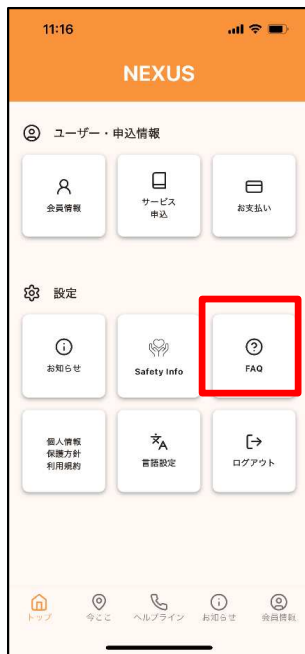 11:16
NEXUS
ユーザー・申込情報
会員情報
サービス
申込
お支払い
設定
お知らせ
Safety Info
FAQ
個人情報
保護方針
利用規約
言語設定
ログアウト
トップ
今ここ
ヘルプライン
お知らせ
会員情報